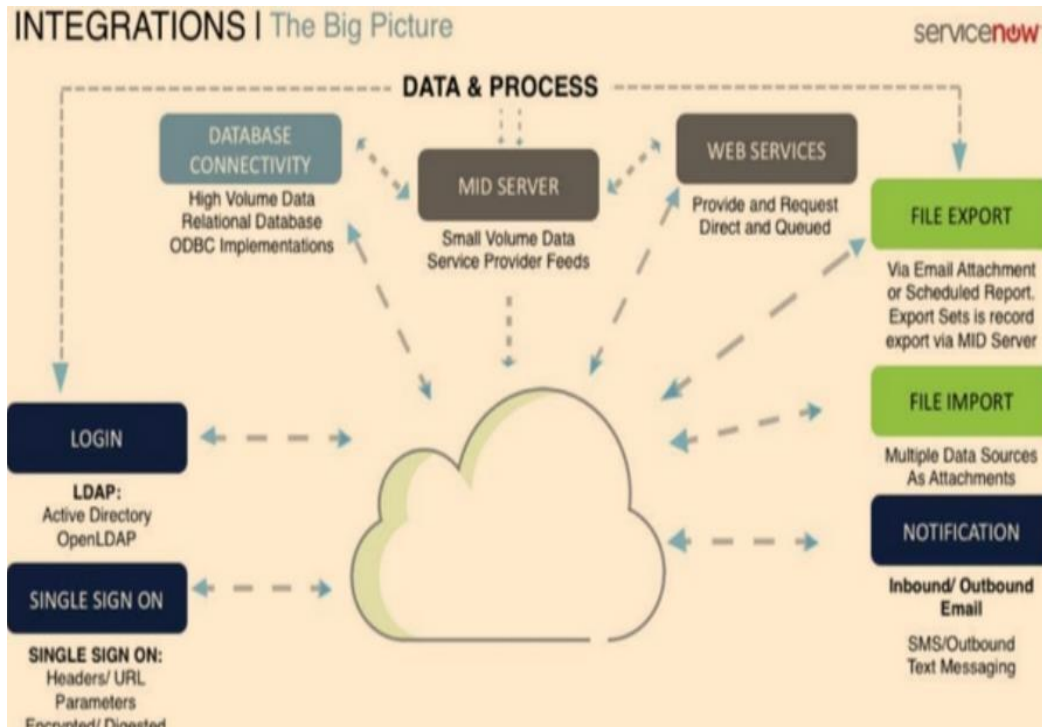 INTEGRATIONS | The Big Picture
servicenow
DATA & PROCESS
DATABASE
CONNECTIVITY
High Volume Data
Relational Database
ODBC Implementations
MID SERVER
Small Volume Data
Service Provider Feeds
WEB SERVICES
Provide and Request
Direct and Queued
FILE EXPORT
Via Email Attachment
or Scheduled Report.
Export Sets is record
export via MID Server
LOGIN
LDAP:
Active Directory
OpenLDAP
FILE IMPORT
Multiple Data Sources
As Attachments
SINGLE SIGN ON
SINGLE SIGN ON:
Headers/ URL
Parameters
Encrypted/ Digested
NOTIFICATION
Inbound/ Outbound
Email
SMS/Outbound
Text Messaging